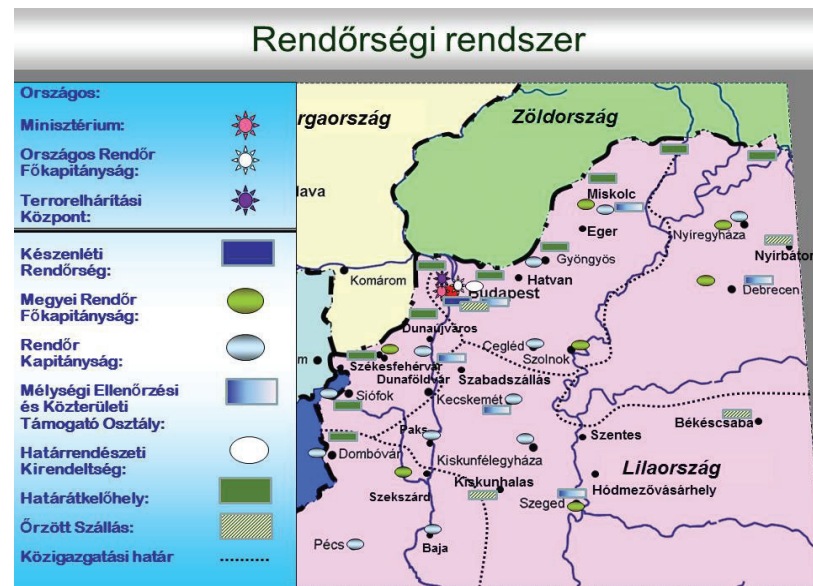 Rendőrségi rendszer
Országos:
Minisztérium:
Országos Rendőr
Főkapitányság:
Terrorelhárítási
Központ:
Készenléti
Rendőrség:
Megyei Rendőr
Főkapitányság:
Rendőr
Kapitányság:
Mélységi Ellenőrzési
és Közterületi
Támogató Osztály:
Határrendészeti
Kirendeltség:
Határátkelőhely:
Őrzött Szállás:
Közigazgatási határ
rgaország
Zöldország
lava
Miskolc
Eger
Nyíregyháza
Nyírbátor
Gyöngyös
Komárom
Hatvan
Budapest
Debrecen
Dunaújváros
Cegléd
Szolnok
m
Székesfehérvár
Dunaföldvár
Szabadszállás
Siófok
Kecskemét
Békéscsaba
Paks
Szentes
Dombóvár
Kiskunfélegyháza
Lilaország
Szekszárd
Kiskunhalas
Hódmezővásárhely
Szeged
Pécs
Baja